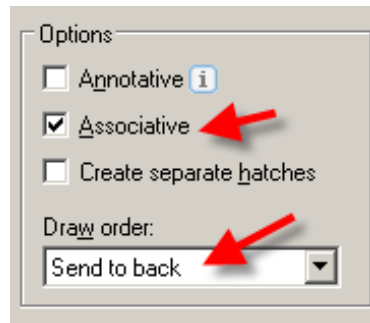 Options
Annotative i
Associative
Create separate hatches
Draw order:
Send to back